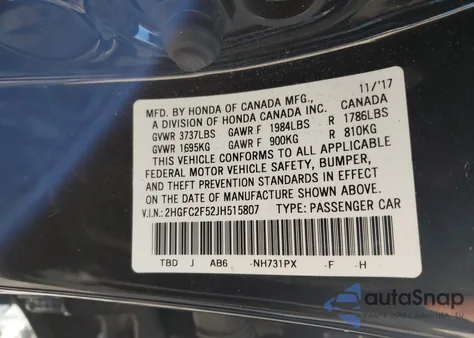 11/'17
MFD. BY HONDA OF CANADA MFG., CANADA
A DIVISION OF HONDA CANADA INC.
GVWR 3737LBS GAWR F 1984LBS R 1786LBS
GVWR 1695KG GAWR F 900KG R 810KG
THIS VEHICLE CONFORMS TO ALL APPLICABLE
FEDERAL MOTOR VEHICLE SAFETY, BUMPER,
AND THEFT PREVENTION STANDARDS IN EFFECT
ON THE DATE OF MANUFACTURE SHOWN ABOVE.
V.I.N.: 2HGFC2F52JH515807 TYPE: PASSENGER CAR
TBD J AB6 -NH731PX -F -H
autaSnap